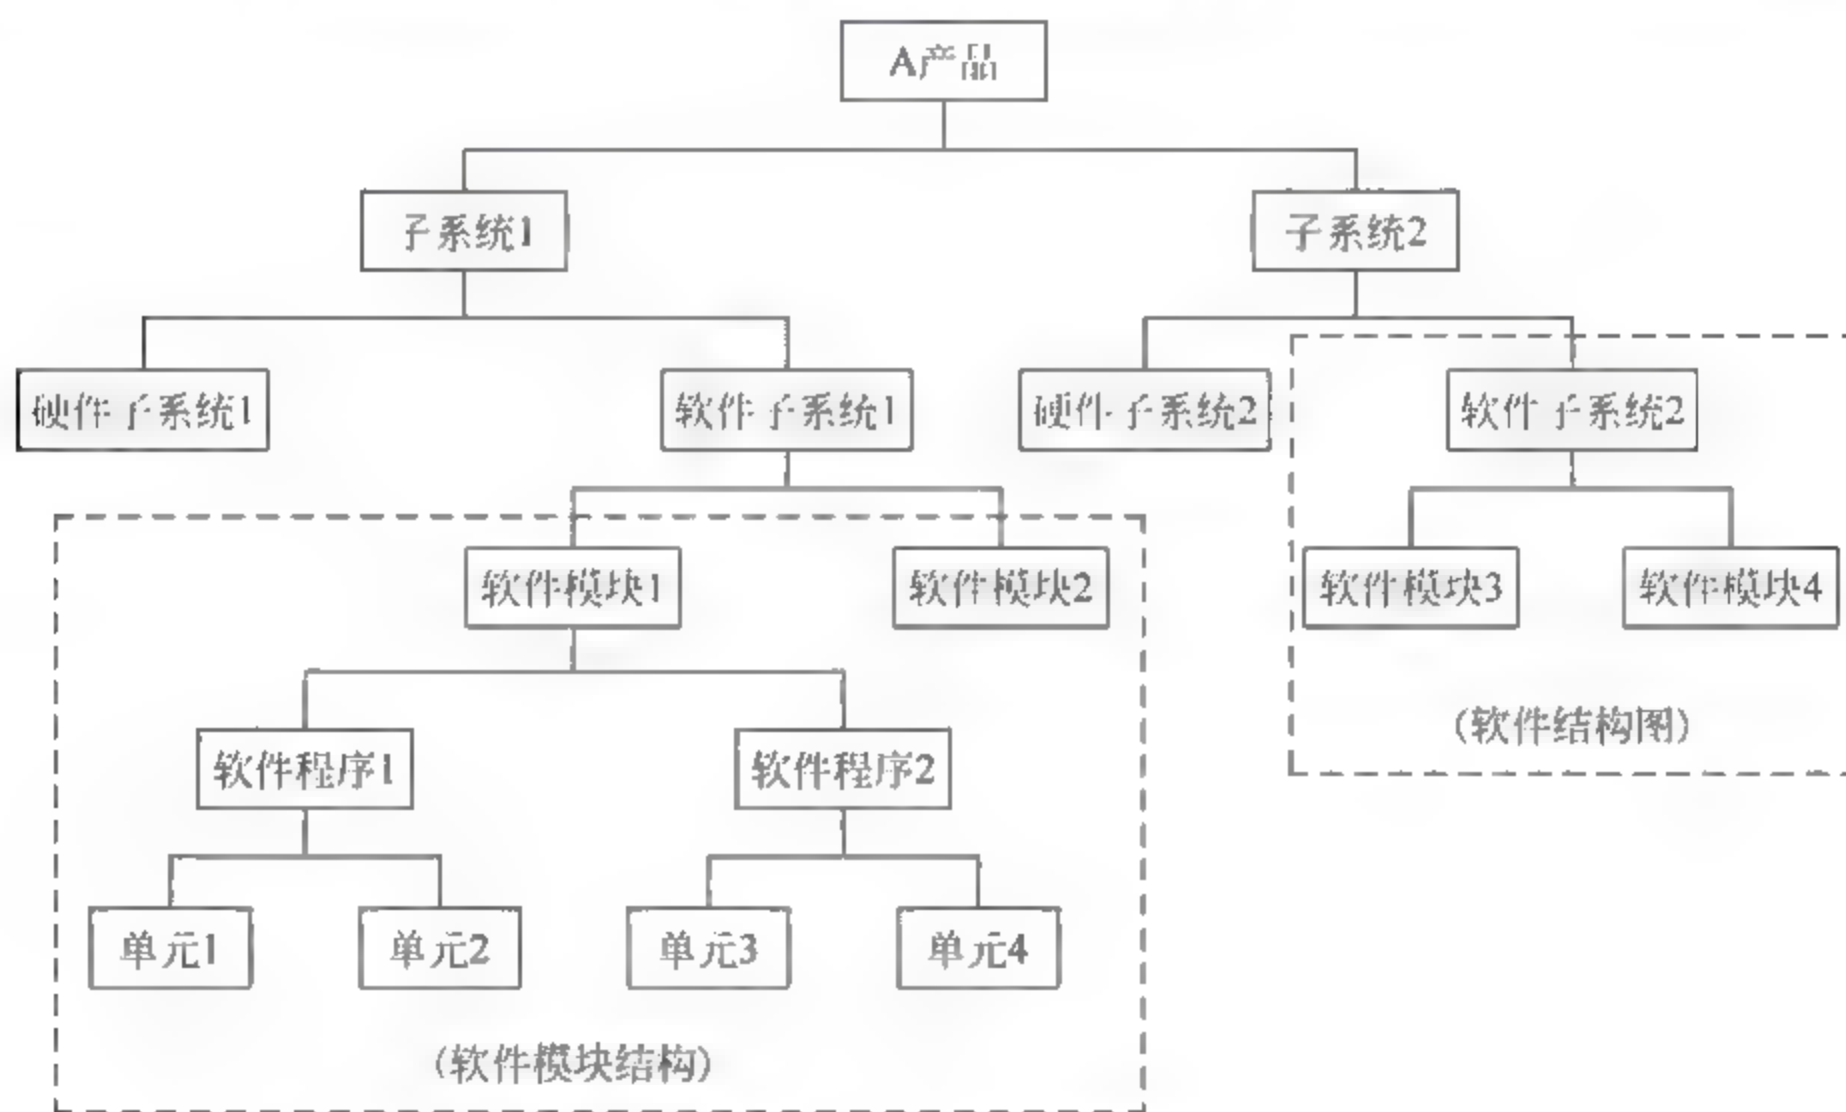 A产品
子系统1
子系统2
硬件子系统1
软件子系统1
硬件子系统2
软件子系统2
软件模块1
软件模块2
软件模块3
软件模块4
(软件结构图)
软件程序1
软件程序2
单元1
单元2
单元3
单元4
(软件模块结构)